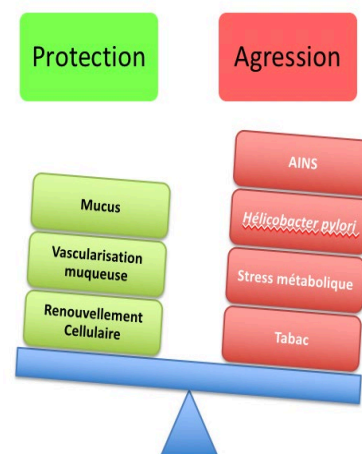 Protection
Agression
Mucus
Vascularisation
muqueuse
Renouvellement
Cellulaire
AINS
Hélicobacter pylori
Stress métabolique
Tabac